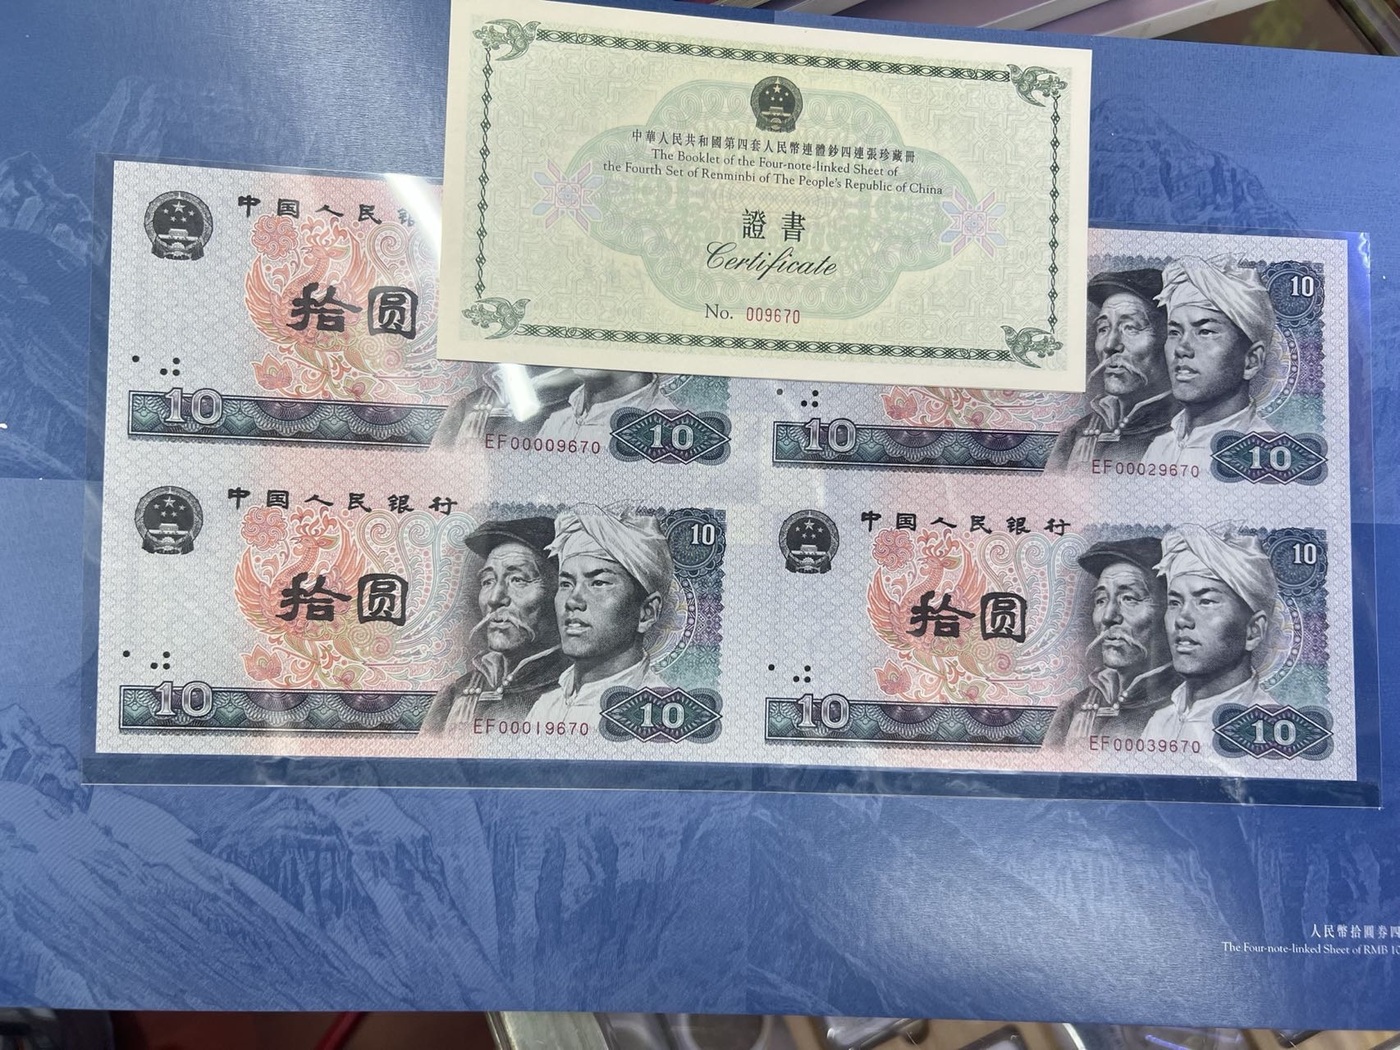 中華人民共和國第四套人民幣連體鈔四連張珍藏冊
The Booklet of the Four-note-linked Sheet of
the Fourth Set of Renminbi of The People's Republic of China
證書
Certificate
No. 009670
中国人民
拾圆
10
EF00009670
10
10
10
EF00029670
10
中国人民银行
10
拾圆
10
EF00019670
10
中国人民银行
10
拾圆
10
EF00039670
10
人民幣拾圓券四
The Four-note-linked Sheet of RMB 10